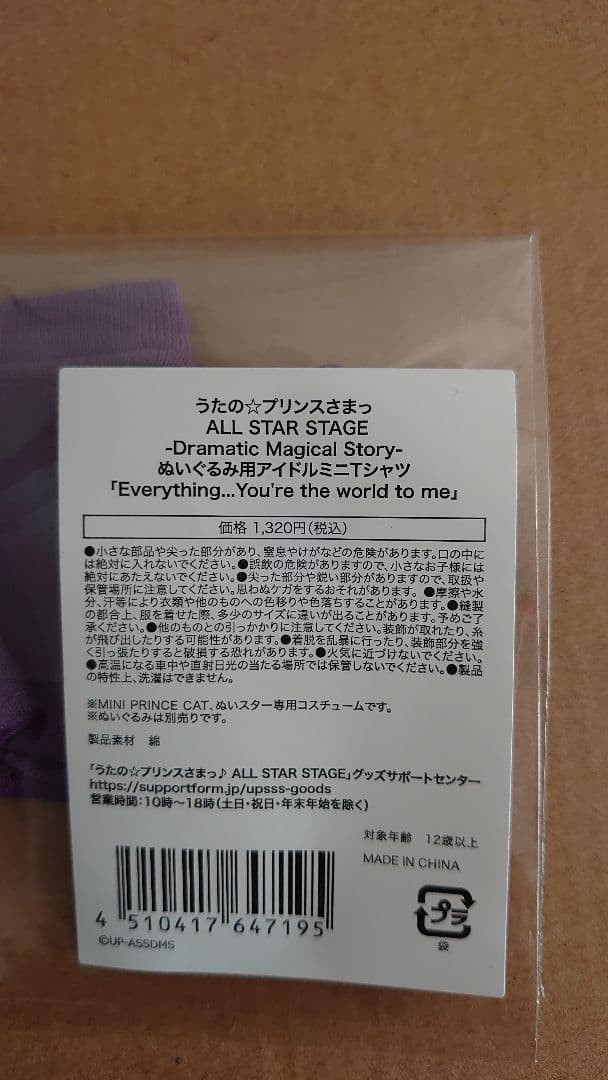 うたの☆プリンスさまっ
ALL STAR STAGE
-Dramatic Magical Story-
ぬいぐるみ用アイドルミニTシャツ
「Everything...You're the world to me」
価格 1,320円(税込)
●小さな部品や尖った部分があり、窒息やけがなどの危険があります。口の中に
は絶対に入れないでください。●誤飲の危険がありますので、小さなお子様には
絶対にあたえないでください。●尖った部分や鋭い部分がありますので、取扱や
保管場所に注意してください。思わぬケガをするおそれがあります。●摩擦や水
分、汗等により衣類や他のものへの色移りや色落ちすることがあります。●縫製
の都合上、服を着せた際、多少のサイズに違いが出ることがあります。予めご了
承ください。●他のものとの引っかかりに注意してください。装飾が取れたり、糸
が飛び出したりする可能性があります。●着脱を乱暴に行ったり、装飾部分を強
く引っ張りすると破損する恐れがあります。●火気に近づけないでください。
●高温になる車中や直射日光の当たる場所では保管しないでください。●製品
の特性上、洗濯はできません。
※MINI PRINCE CAT、ぬいスター専用コスチュームです。
※ぬいぐるみは別売りです。
製品素材 綿
「うたの☆プリンスさまっ♪ ALL STAR STAGE」グッズサポートセンター
https://supportform.jp/upsss-goods
営業時間:10時〜18時(土日・祝日・年末年始を除く)
対象年齢 12歳以上
MADE IN CHINA
4 510417 647195
プラ
袋
©UP-ASSDMS